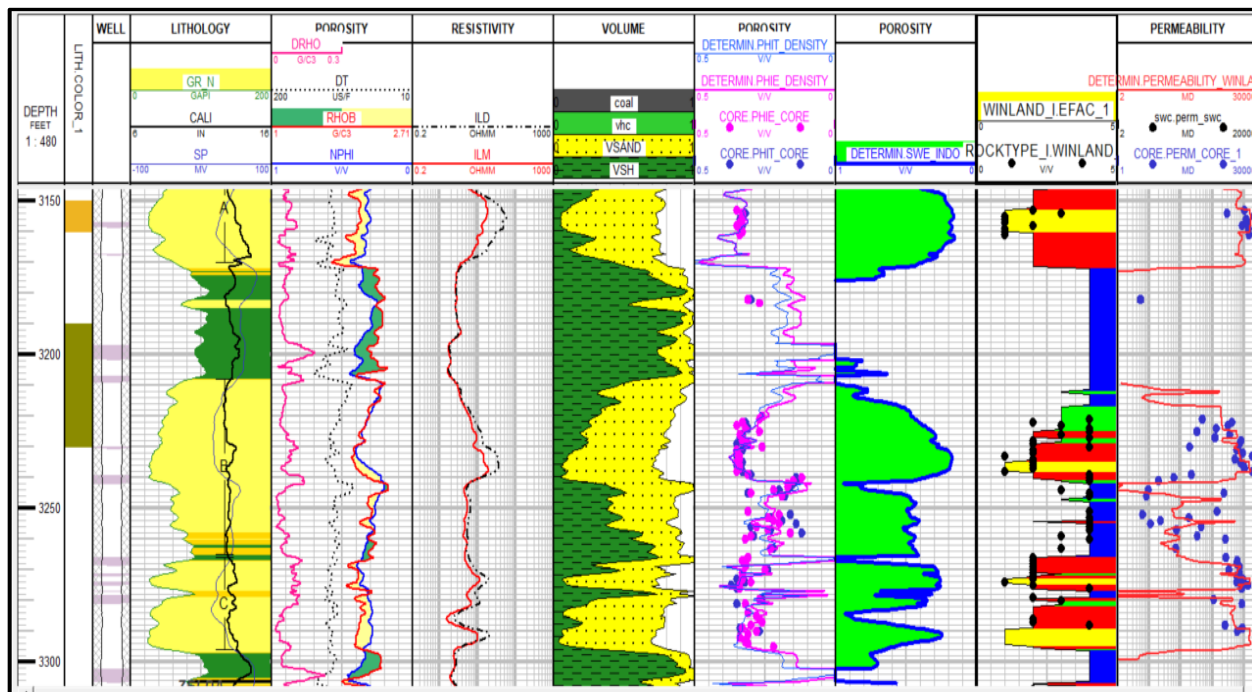 WELL LITHOLOGY POROSITY RESISTIVITY VOLUME POROSITY POROSITY PERMEABILITY
LITH.COLOR_1
DEPTH
FEET
1 : 480
GR_N
0 GAPI 200
CALI
6 IN 16
SP
-100 MV 100
DRHO
0 G/C3 0.3
DT
200 US/F 10
RHOB
1 G/C3 2.71
NPHI
1 V/V 0
ILD
0.2 OHMM 1000
ILM
0.2 OHMM 1000
coal
vhc
VSAND
VSH
DETERMIN.PHIT_DENSITY
0.5 V/V 0
DETERMIN.PHIE_DENSITY
0.5 V/V 0
CORE.PHIE_CORE
0.5 V/V 0
CORE.PHIT_CORE
0.5 V/V 0
DETERMIN.SWE_INDO
1 V/V 0
WINLAND_I.EFAC_1
0 5
ROCKTYPE_I.WINLAND
0 V/V 5
DETERMIN.PERMEABILITY_WINLA
2 MD 3000
swc.perm_swc
2 MD 2000
CORE.PERM_CORE_1
1 MD 3000
3150
A
3200
B
3250
C
3300